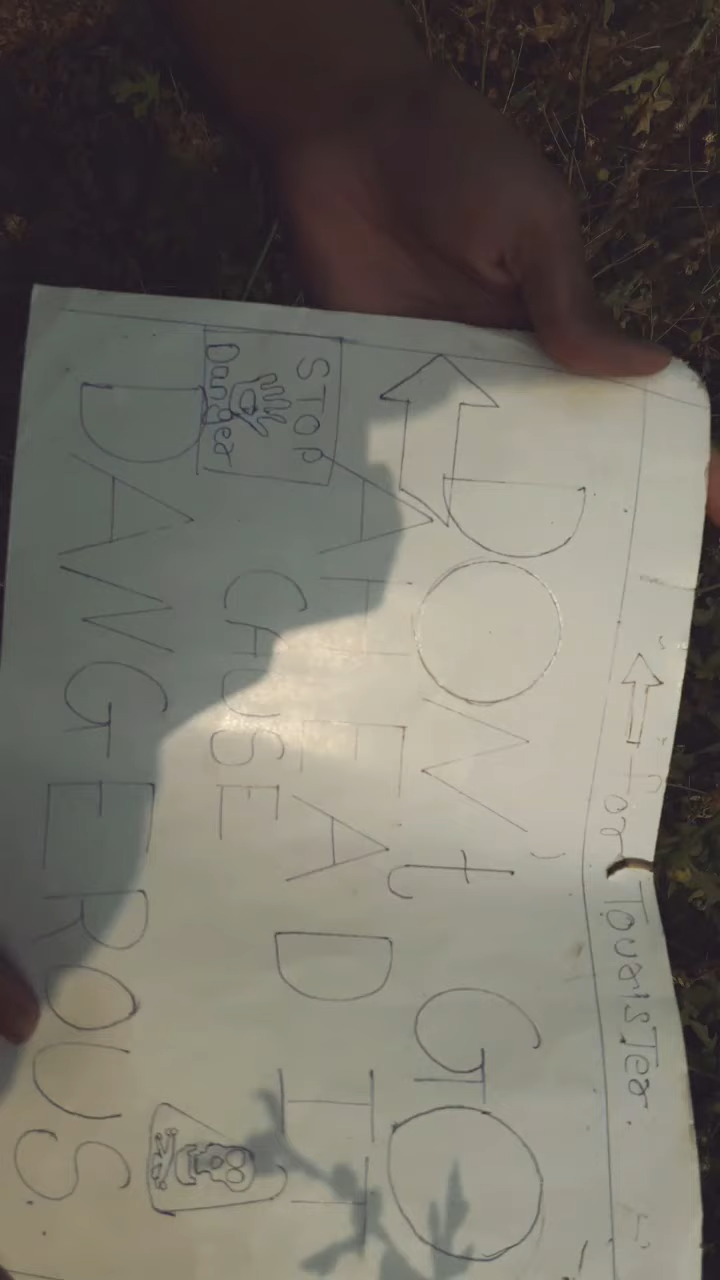 for TourIsTer.
DONt GO
AHEAD IT
STOP
Danger
CAUSE
DANGEROUS.